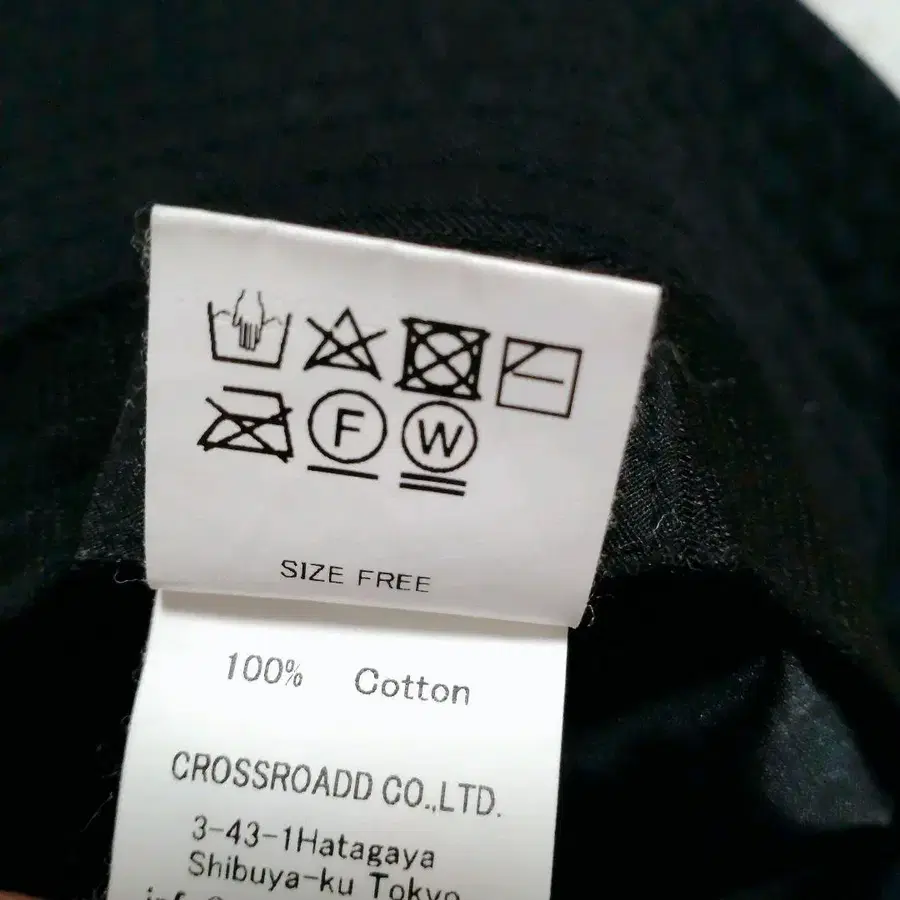 F W
SIZE FREE
100% Cotton
CROSSROADD CO.,LTD.
3-43-1Hatagaya
Shibuya-ku Tokyo